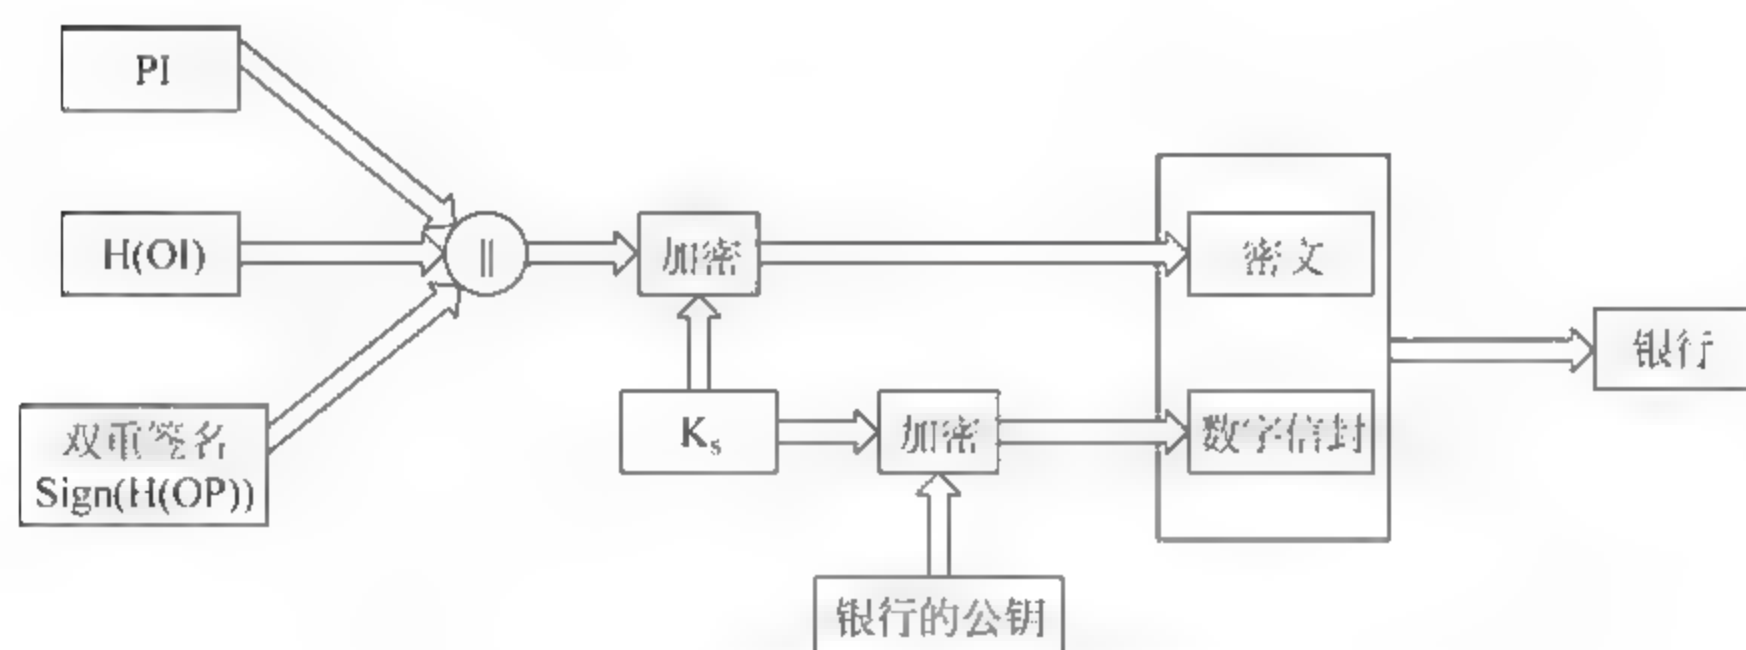 PI
H(OI)
||
加密
密文
银行
双重签名
Sign(H(OP))
Ks
加密
数字信封
银行的公钥